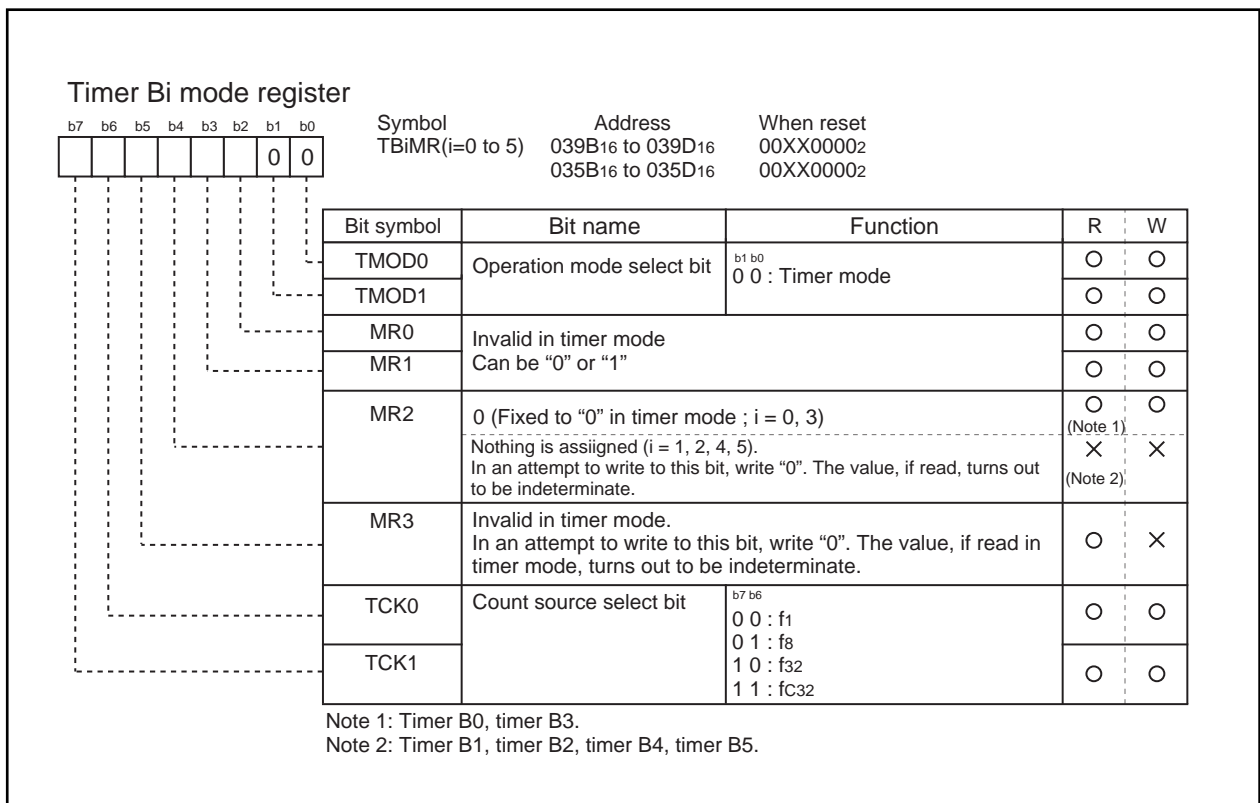 Timer Bi mode register
b7 b6 b5 b4 b3 b2 b1 b0
0 0
Symbol Address When reset
TBiMR(i=0 to 5) 039B16 to 039D16 00XX00002
035B16 to 035D16 00XX00002
Bit symbol Bit name Function R W
TMOD0 Operation mode select bit b1 b0
0 0 : Timer mode
TMOD1
MR0 Invalid in timer mode
MR1 Can be “0” or “1”
MR2 0 (Fixed to “0” in timer mode ; i = 0, 3)
(Note 1)
Nothing is assiigned (i = 1, 2, 4, 5).
In an attempt to write to this bit, write “0”. The value, if read, turns out
to be indeterminate.
(Note 2)
MR3 Invalid in timer mode.
In an attempt to write to this bit, write “0”. The value, if read in
timer mode, turns out to be indeterminate.
TCK0 Count source select bit b7 b6
0 0 : f1
0 1 : f8
TCK1
1 0 : f32
1 1 : fC32
Note 1: Timer B0, timer B3.
Note 2: Timer B1, timer B2, timer B4, timer B5.